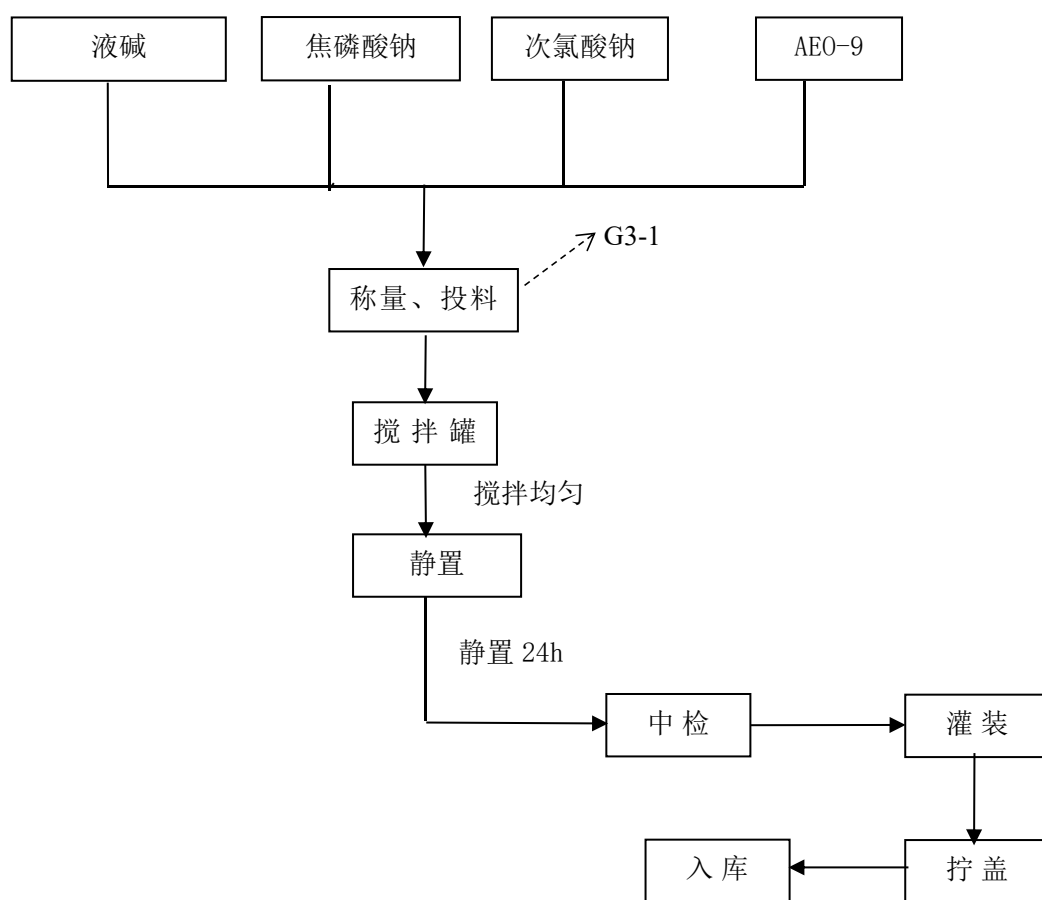 液碱
焦磷酸钠
次氯酸钠
AEO-9
G3-1
称量、投料
搅拌罐
搅拌均匀
静置
静置 24h
中检
灌装
入库
拧盖